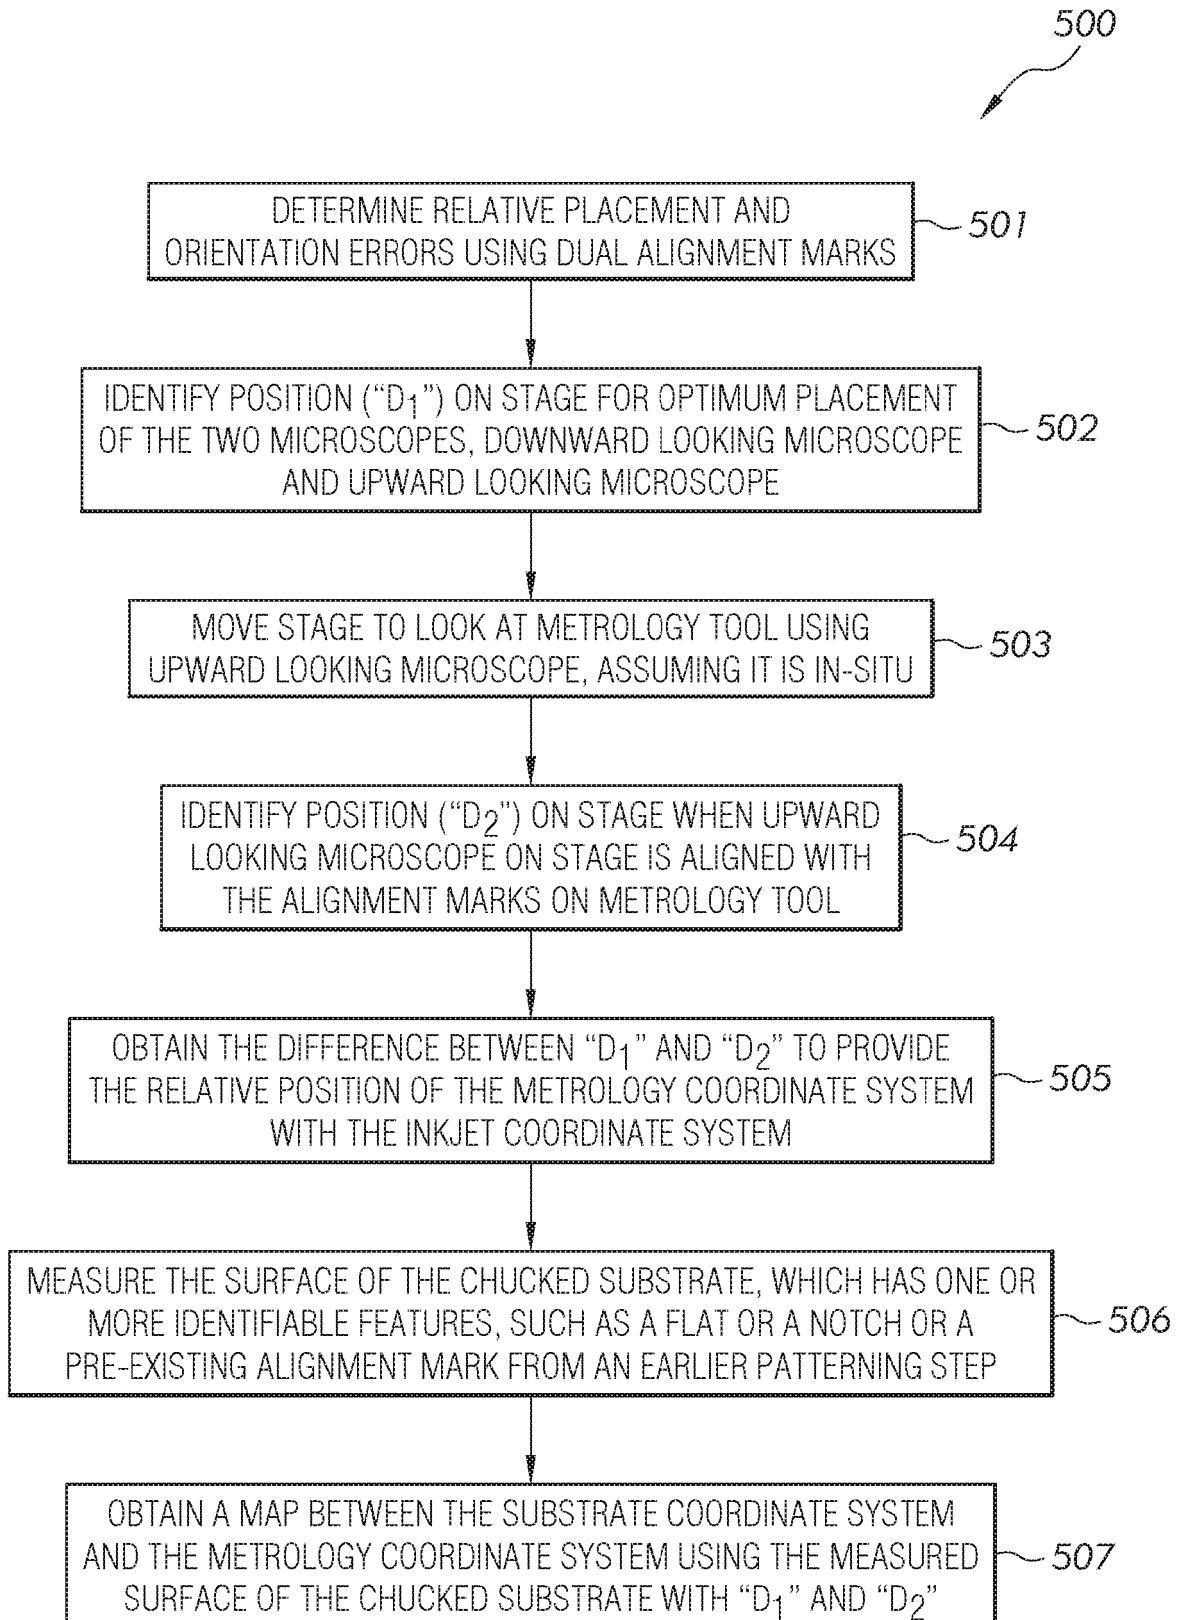 500
DETERMINE RELATIVE PLACEMENT AND
ORIENTATION ERRORS USING DUAL ALIGNMENT MARKS
501
IDENTIFY POSITION (“D1”) ON STAGE FOR OPTIMUM PLACEMENT
OF THE TWO MICROSCOPES, DOWNWARD LOOKING MICROSCOPE
AND UPWARD LOOKING MICROSCOPE
502
MOVE STAGE TO LOOK AT METROLOGY TOOL USING
UPWARD LOOKING MICROSCOPE, ASSUMING IT IS IN-SITU
503
IDENTIFY POSITION (“D2”) ON STAGE WHEN UPWARD
LOOKING MICROSCOPE ON STAGE IS ALIGNED WITH
THE ALIGNMENT MARKS ON METROLOGY TOOL
504
OBTAIN THE DIFFERENCE BETWEEN “D1” AND “D2” TO PROVIDE
THE RELATIVE POSITION OF THE METROLOGY COORDINATE SYSTEM
WITH THE INKJET COORDINATE SYSTEM
505
MEASURE THE SURFACE OF THE CHUCKED SUBSTRATE, WHICH HAS ONE OR
MORE IDENTIFIABLE FEATURES, SUCH AS A FLAT OR A NOTCH OR A
PRE-EXISTING ALIGNMENT MARK FROM AN EARLIER PATTERNING STEP
506
OBTAIN A MAP BETWEEN THE SUBSTRATE COORDINATE SYSTEM
AND THE METROLOGY COORDINATE SYSTEM USING THE MEASURED
SURFACE OF THE CHUCKED SUBSTRATE WITH “D1” AND “D2”
507